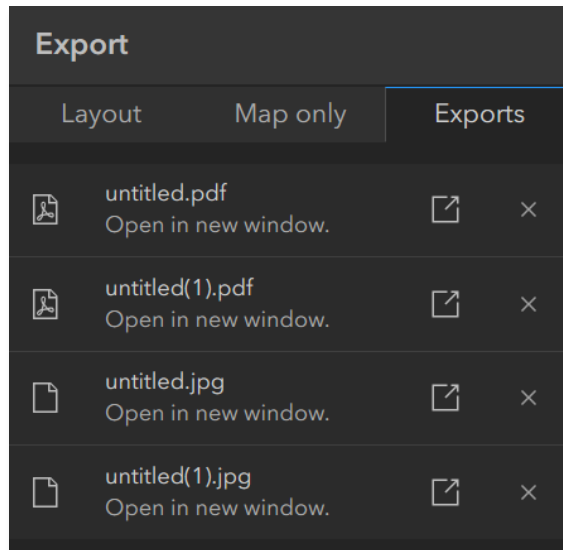 Export
Layout Map only Exports
untitled.pdf
Open in new window.
untitled(1).pdf
Open in new window.
untitled.jpg
Open in new window.
untitled(1).jpg
Open in new window.